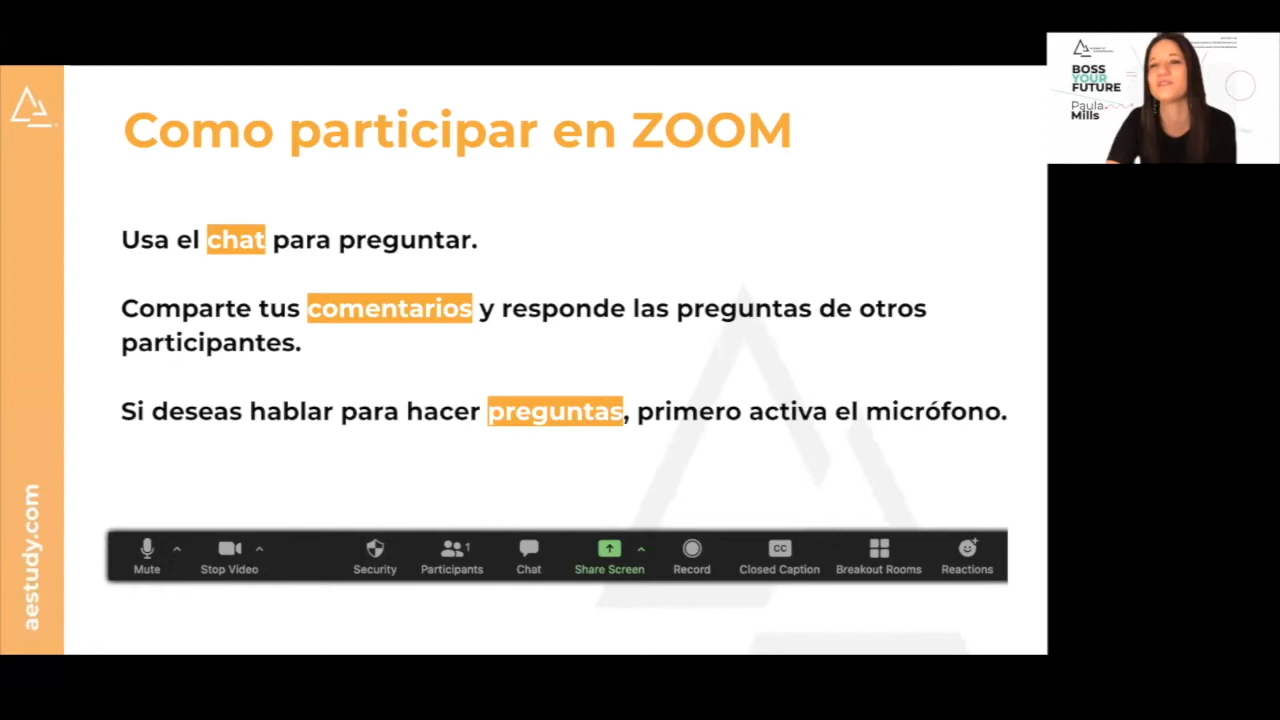 Como participar en ZOOM
Usa el chat para preguntar.
Comparte tus comentarios y responde las preguntas de otros
participantes.
Si deseas hablar para hacer preguntas, primero activa el micrófono.
Mute
Stop Video
Security
1
Participants
Chat
Share Screen
Record
CC
Closed Caption
Breakout Rooms
Reactions
aestudy.com
BOSS
YOUR
FUTURE
Paula
Mills